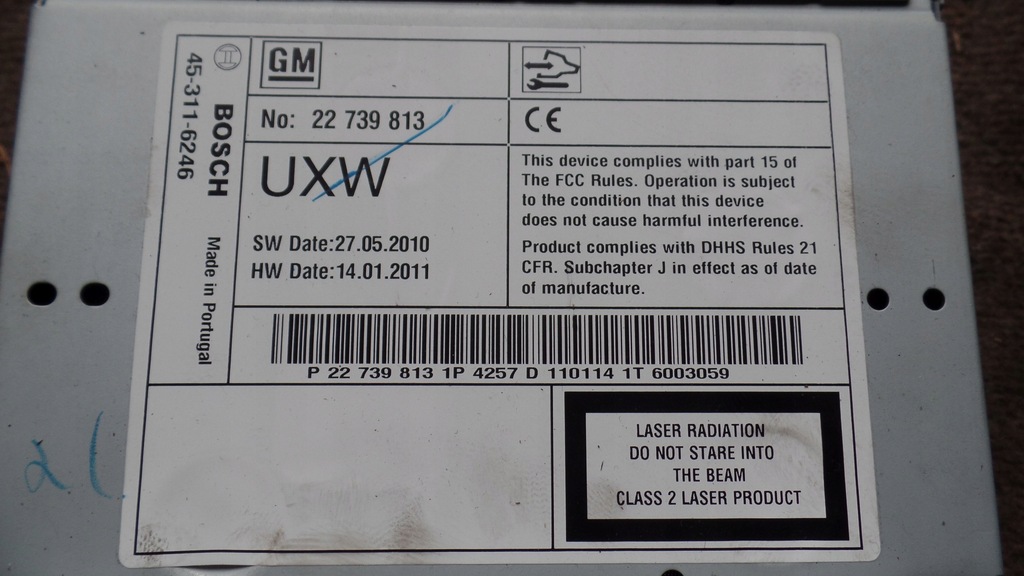 BOSCH
45-311-6246
Made in Portugal
GM
No: 22 739 813
UXW
SW Date:27.05.2010
HW Date:14.01.2011
CE
This device complies with part 15 of
The FCC Rules. Operation is subject
to the condition that this device
does not cause harmful interference.
Product complies with DHHS Rules 21
CFR. Subchapter J in effect as of date
of manufacture.
P 22 739 813 1P 4257 D 110114 1T 6003059
LASER RADIATION
DO NOT STARE INTO
THE BEAM
CLASS 2 LASER PRODUCT